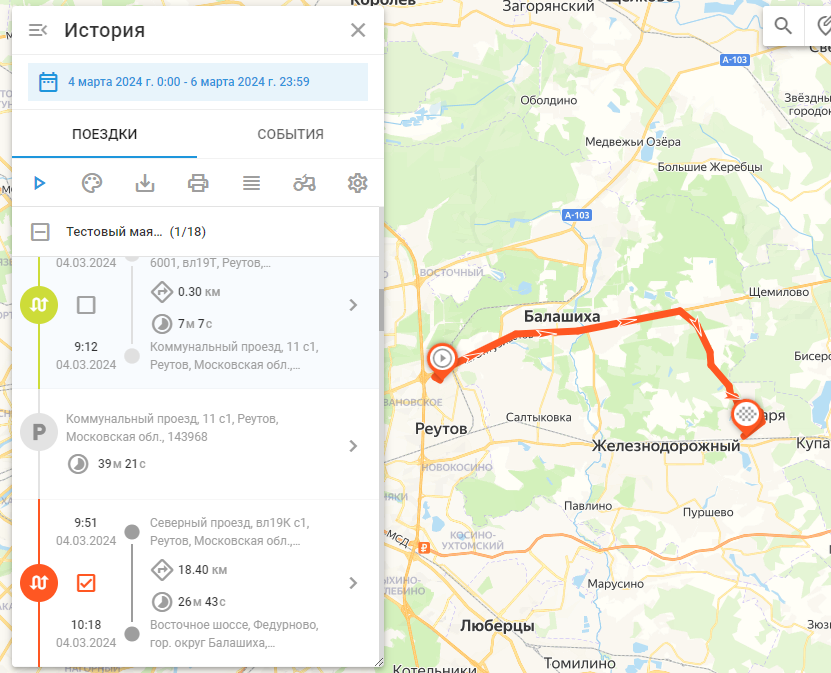 История
4 марта 2024 г. 0:00 - 6 марта 2024 г. 23:59
ПОЕЗДКИ
СОБЫТИЯ
Тестовый мая... (1/18)
04.03.2024
6001, вл19Т, Реутов,...
0.30 км
7м 7с
9:12
04.03.2024
Коммунальный проезд, 11 с1,
Реутов, Московская обл.,...
P
Коммунальный проезд, 11 с1, Реутов,
Московская обл., 143968
39м 21с
9:51
04.03.2024
Северный проезд, вл19К с1,
Реутов, Московская обл.,...
18.40 км
26м 43с
10:18
04.03.2024
Восточное шоссе, Федурново,
гор. округ Балашиха,...
Загорянский
А-103
Оболдино
Звёздны
городок
Медвежьи Озёра
Большие Жеребцы
А-103
ВОСТОЧНЫЙ
Щемилово
Балашиха
Бисеро
Салтыковка
Реутов
Железнодорожный
Купа
НОВОКОСИНО
Павлино
Пуршево
КОСИНО-
УХТОМСКИЙ
МСД
Марусино
Люберцы
Томилино
Котельники